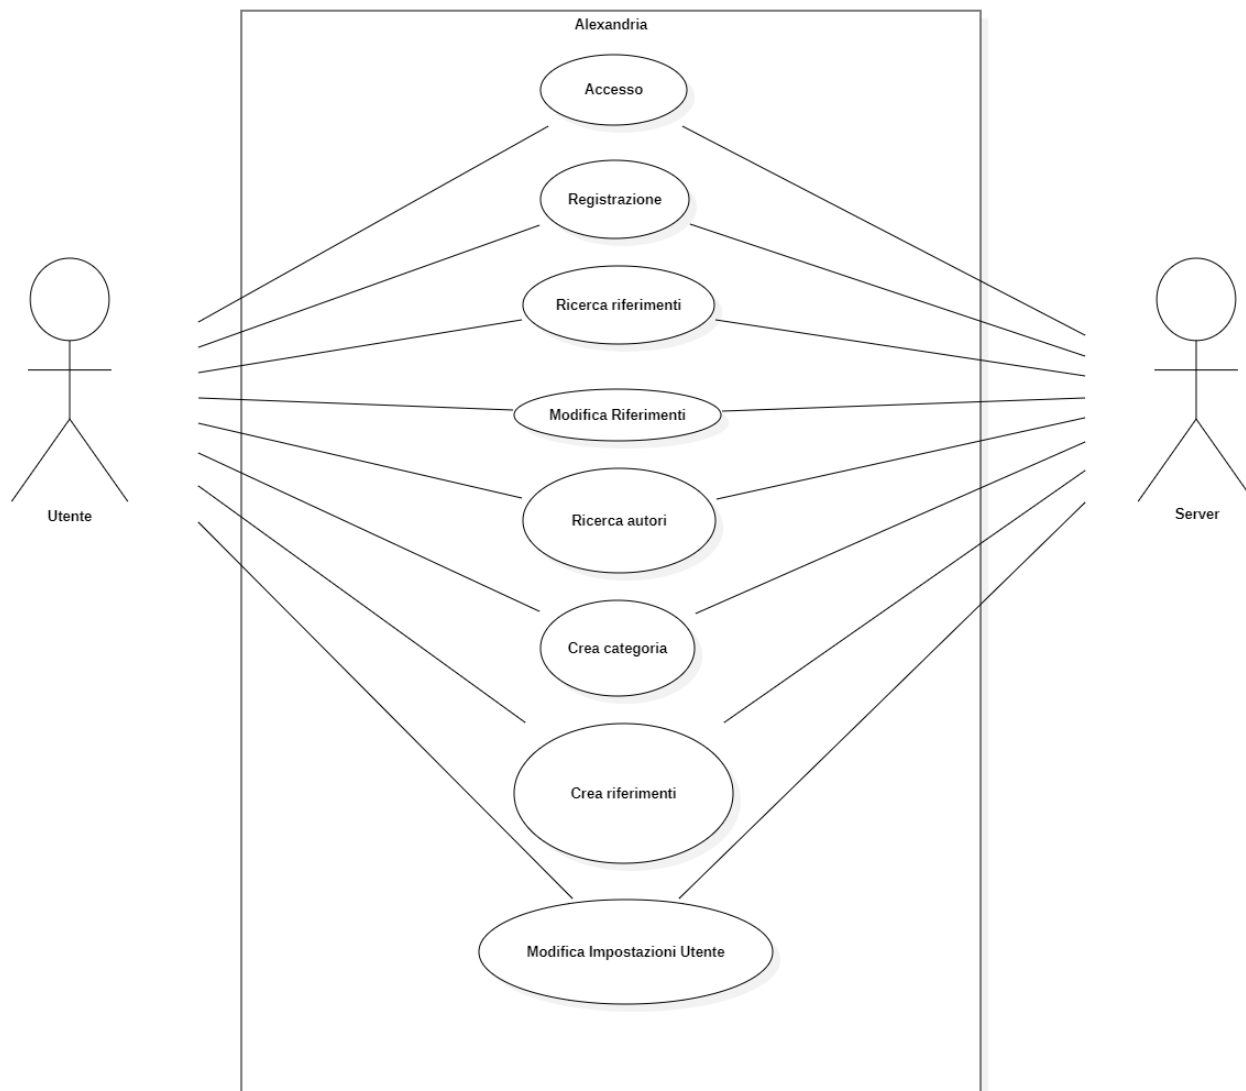 Alexandria
Accesso
Registrazione
Ricerca riferimenti
Modifica Riferimenti
Ricerca autori
Utente
Server
Crea categoria
Crea riferimenti
Modifica Impostazioni Utente